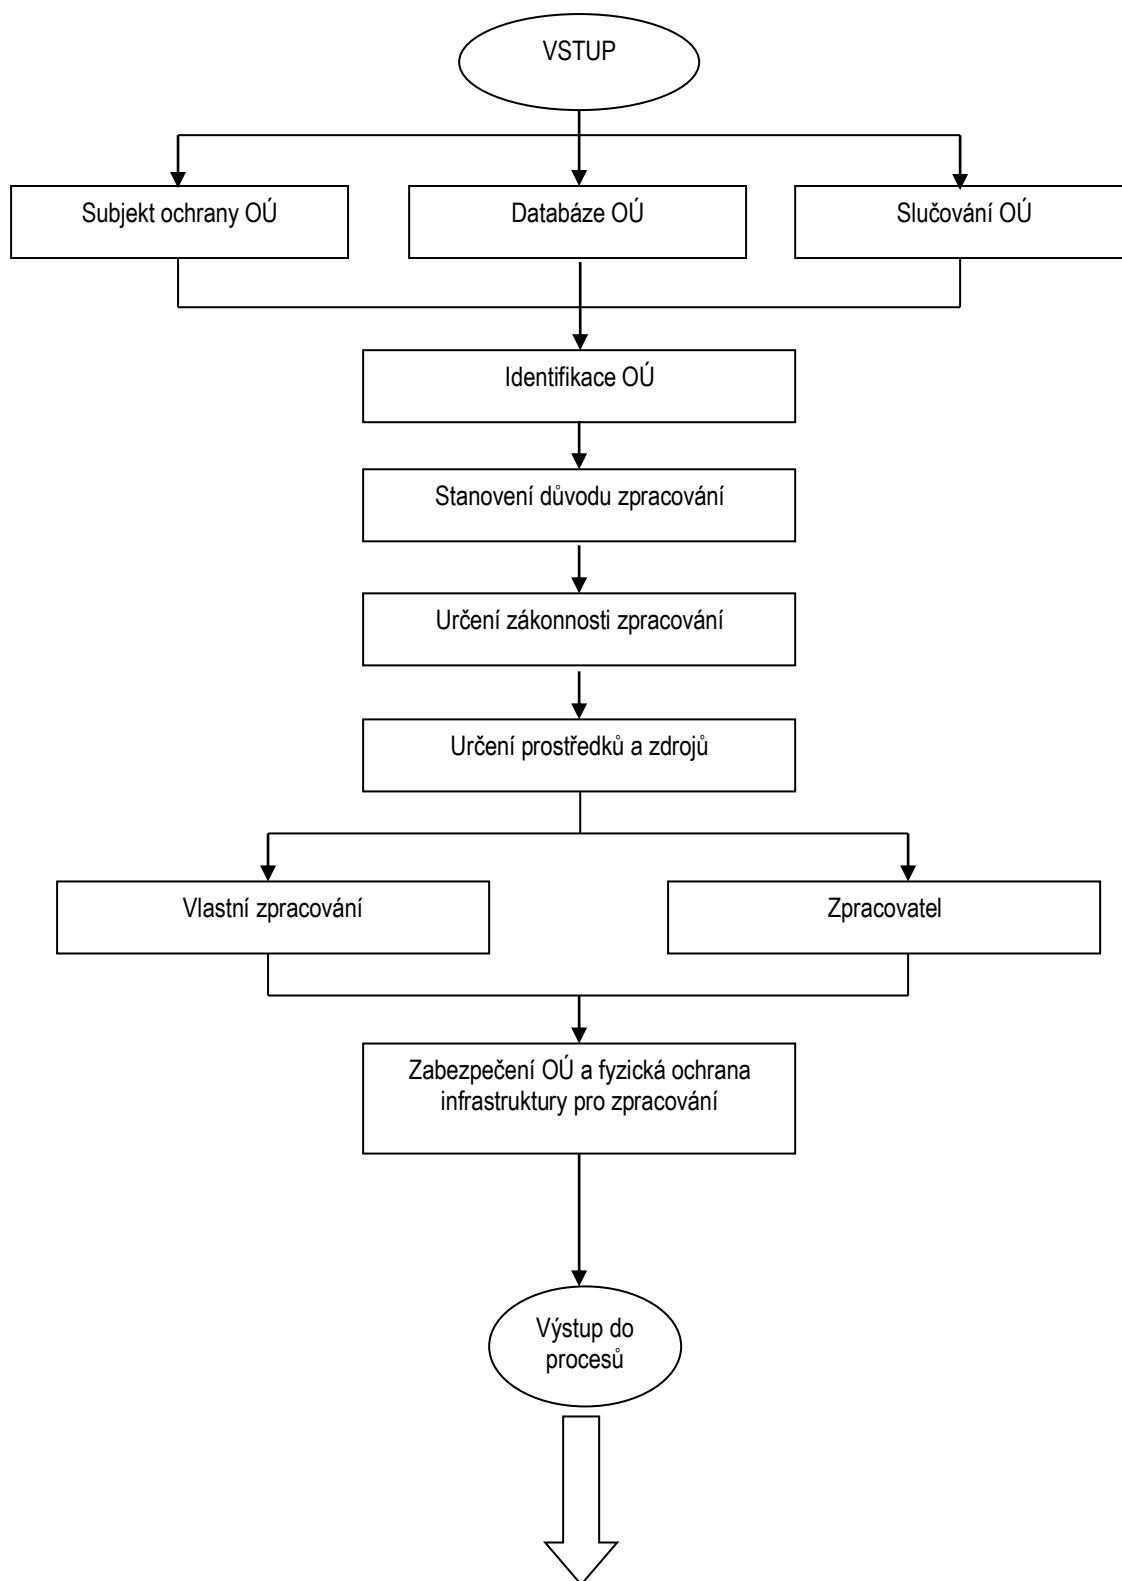 VSTUP
Subjekt ochrany OÚ
Databáze OÚ
Slučování OÚ
Identifikace OÚ
Stanovení důvodu zpracování
Určení zákonnosti zpracování
Určení prostředků a zdrojů
Vlastní zpracování
Zpracovatel
Zabezpečení OÚ a fyzická ochrana
infrastruktury pro zpracování
Výstup do
procesů